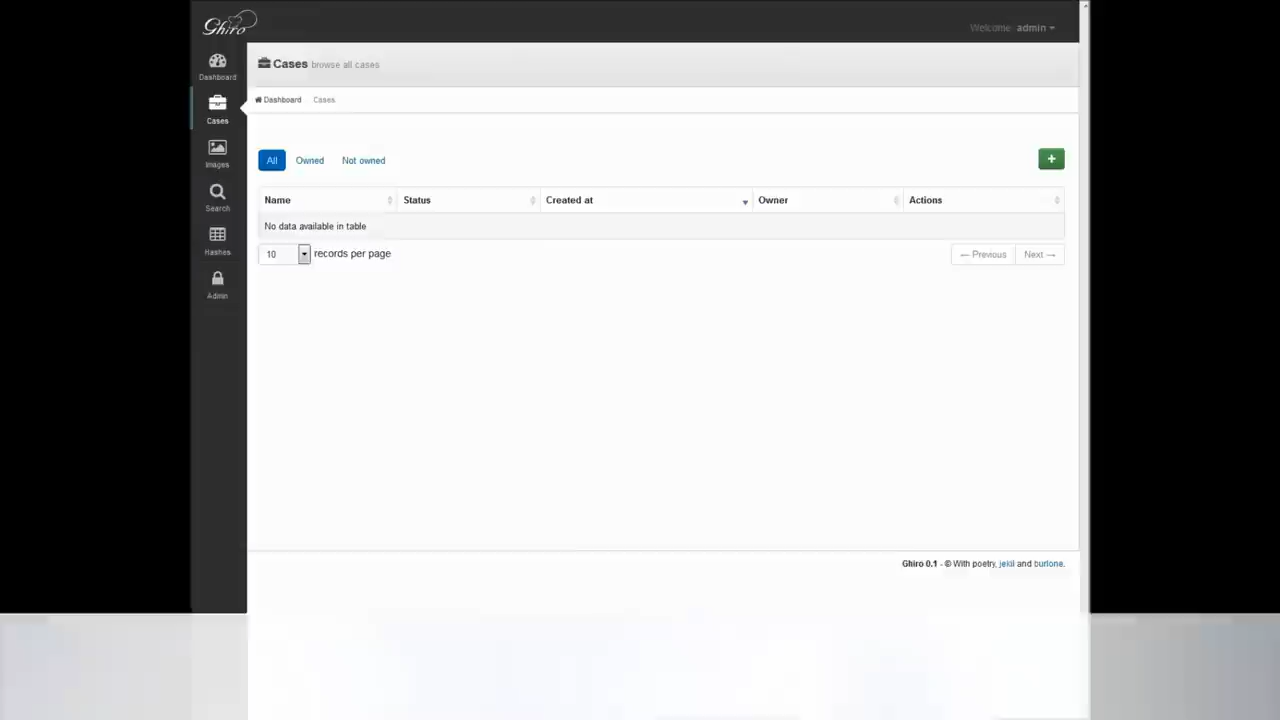 Ghiro
Welcome: admin
Dashboard
Cases browse all cases
Dashboard Cases
Cases
All Owned Not owned +
Images
Name Status Created at Owner Actions
Search
No data available in table
Hashes
10 records per page ← Previous Next →
Admin
Ghiro 0.1 - © With poetry, jekil and burlone.